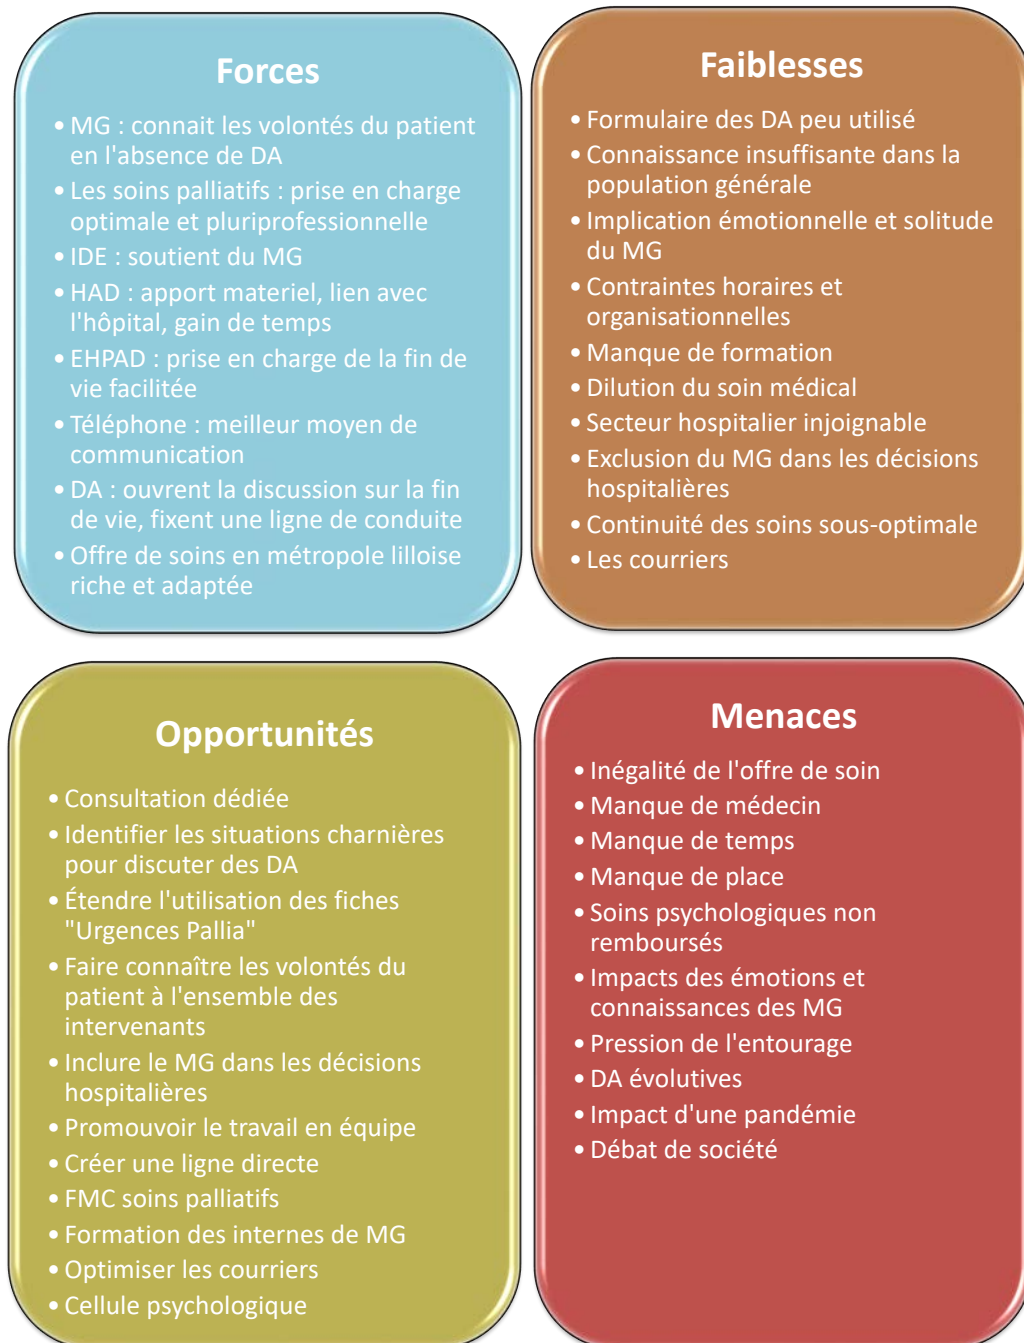 Forces
• MG : connait les volontés du patient
en l'absence de DA
• Les soins palliatifs : prise en charge
optimale et pluriprofessionnelle
• IDE : soutient du MG
• HAD : apport materiel, lien avec
l'hôpital, gain de temps
• EHPAD : prise en charge de la fin de
vie facilitée
• Téléphone : meilleur moyen de
communication
• DA : ouvrent la discussion sur la fin
de vie, fixent une ligne de conduite
• Offre de soins en métropole lilloise
riche et adaptée
Faiblesses
• Formulaire des DA peu utilisé
• Connaissance insuffisante dans la
population générale
• Implication émotionnelle et solitude
du MG
• Contraintes horaires et
organisationnelles
• Manque de formation
• Dilution du soin médical
• Secteur hospitalier injoignable
• Exclusion du MG dans les décisions
hospitalières
• Continuité des soins sous-optimale
• Les courriers
Opportunités
• Consultation dédiée
• Identifier les situations charnières
pour discuter des DA
• Étendre l'utilisation des fiches
"Urgences Pallia"
• Faire connaître les volontés du
patient à l'ensemble des
intervenants
• Inclure le MG dans les décisions
hospitalières
• Promouvoir le travail en équipe
• Créer une ligne directe
• FMC soins palliatifs
• Formation des internes de MG
• Optimiser les courriers
• Cellule psychologique
Menaces
• Inégalité de l'offre de soin
• Manque de médecin
• Manque de temps
• Manque de place
• Soins psychologiques non
remboursés
• Impacts des émotions et
connaissances des MG
• Pression de l'entourage
• DA évolutives
• Impact d'une pandémie
• Débat de société